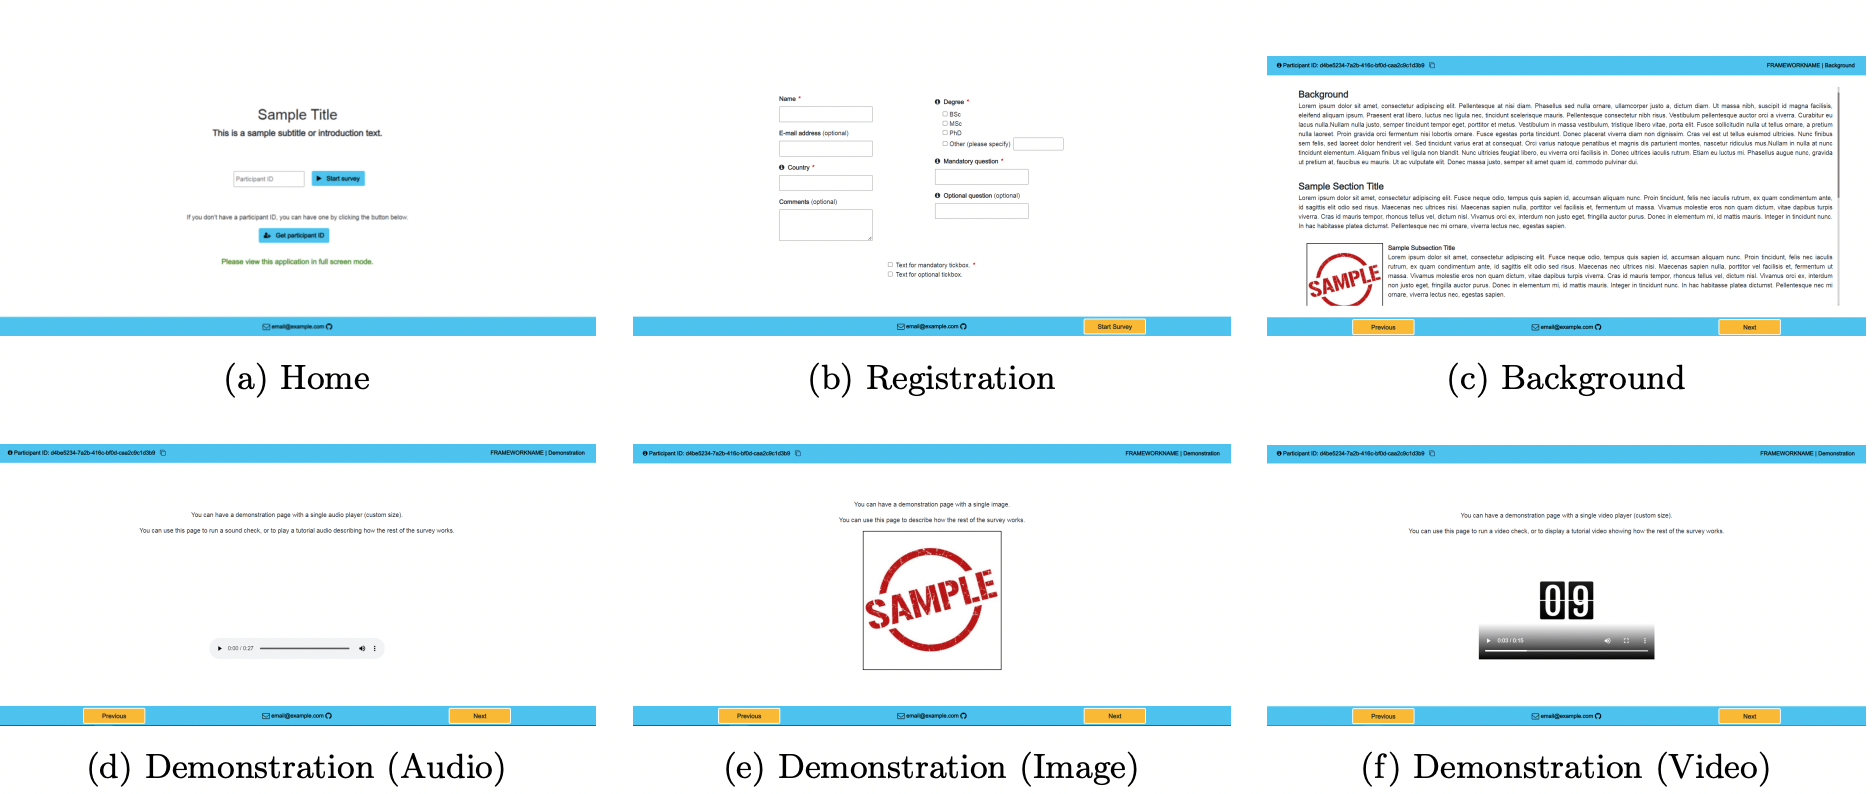 Sample Title
This is a sample subtitle or introduction text.
Participant ID
Start survey
If you don't have a participant ID, you can have one by clicking the button below.
Get participant ID
Please view this application in full screen mode.
email@example.com
(a) Home
Name *
E-mail address (optional)
Country *
Comments (optional)
Degree *
BSc
MSc
PhD
Other (please specify)
Mandatory question *
Optional question (optional)
Text for mandatory tickbox. *
Text for optional tickbox.
email@example.com
Start Survey
(b) Registration
Participant ID: d4be5234-7a2b-416c-bf0d-caa2c9c1d3b9
FRAMEWORKNAME | Background
Background
Lorem ipsum dolor sit amet, consectetur adipiscing elit. Pellentesque at nisi diam. Phasellus sed nulla ornare, ullamcorper justo a, dictum diam. Ut massa nibh, suscipit id magna facilisis,
eleifend aliquam ipsum. Praesent erat libero, luctus nec ligula nec, tincidunt scelerisque mauris. Pellentesque consectetur nibh risus. Vestibulum pellentesque auctor orci a viverra. Curabitur eu
lacus nulla.Nullam nulla justo, semper tincidunt tempor eget, porttitor et metus. Vestibulum in massa vestibulum, tristique libero vitae, porta elit. Fusce sollicitudin nulla ut tellus ornare, a pretium
nulla laoreet. Proin gravida orci fermentum nisi lobortis ornare. Fusce egestas porta tincidunt. Donec placerat viverra diam non dignissim. Cras vel est ut tellus euismod ultricies. Nunc finibus
sem felis, sed laoreet dolor hendrerit vel. Sed tincidunt varius erat at consequat. Orci varius natoque penatibus et magnis dis parturient montes, nascetur ridiculus mus.Nullam in nulla at nunc
tincidunt elementum. Aliquam finibus vel ligula non blandit. Nunc ultricies feugiat libero, eu viverra orci facilisis in. Donec ultrices iaculis rutrum. Etiam eu luctus mi. Phasellus augue nunc, gravida
ut pretium at, faucibus eu mauris. Ut ac vulputate elit. Donec massa justo, semper sit amet quam id, commodo pulvinar dui.
Sample Section Title
Lorem ipsum dolor sit amet, consectetur adipiscing elit. Fusce neque odio, tempus quis sapien id, accumsan aliquam nunc. Proin tincidunt, felis nec iaculis rutrum, ex quam condimentum ante,
id sagittis elit odio sed risus. Maecenas nec ultrices nisi. Maecenas sapien nulla, porttitor vel facilisis et, fermentum ut massa. Vivamus molestie eros non quam dictum, vitae dapibus turpis
viverra. Cras id mauris tempor, rhoncus tellus vel, dictum nisl. Vivamus orci ex, interdum non justo eget, fringilla auctor purus. Donec in elementum mi, id mattis mauris. Integer in tincidunt nunc.
In hac habitasse platea dictumst. Pellentesque nec mi ornare, viverra lectus nec, egestas sapien.
SAMPLE
Sample Subsection Title
Lorem ipsum dolor sit amet, consectetur adipiscing elit. Fusce neque odio, tempus quis sapien id, accumsan aliquam nunc. Proin tincidunt, felis nec iaculis
rutrum, ex quam condimentum ante, id sagittis elit odio sed risus. Maecenas nec ultrices nisi. Maecenas sapien nulla, porttitor vel facilisis et, fermentum ut
massa. Vivamus molestie eros non quam dictum, vitae dapibus turpis viverra. Cras id mauris tempor, rhoncus tellus vel, dictum nisl. Vivamus orci ex, interdum
non justo eget, fringilla auctor purus. Donec in elementum mi, id mattis mauris. Integer in tincidunt nunc. In hac habitasse platea dictumst. Pellentesque nec mi
ornare, viverra lectus nec, egestas sapien.
Previous
email@example.com
Next
(c) Background
Participant ID: d4be5234-7a2b-416c-bf0d-caa2c9c1d3b9
FRAMEWORKNAME | Demonstration
You can have a demonstration page with a single audio player (custom size).
You can use this page to run a sound check, or to play a tutorial audio describing how the rest of the survey works.
0:00 / 0:27
Previous
email@example.com
Next
(d) Demonstration (Audio)
Participant ID: d4be5234-7a2b-416c-bf0d-caa2c9c1d3b9
FRAMEWORKNAME | Demonstration
You can have a demonstration page with a single image.
You can use this page to describe how the rest of the survey works.
SAMPLE
Previous
email@example.com
Next
(e) Demonstration (Image)
Participant ID: d4be5234-7a2b-416c-bf0d-caa2c9c1d3b9
FRAMEWORKNAME | Demonstration
You can have a demonstration page with a single video player (custom size).
You can use this page to run a video check, or to display a tutorial video showing how the rest of the survey works.
09
0:03 / 0:15
Previous
email@example.com
Next
(f) Demonstration (Video)